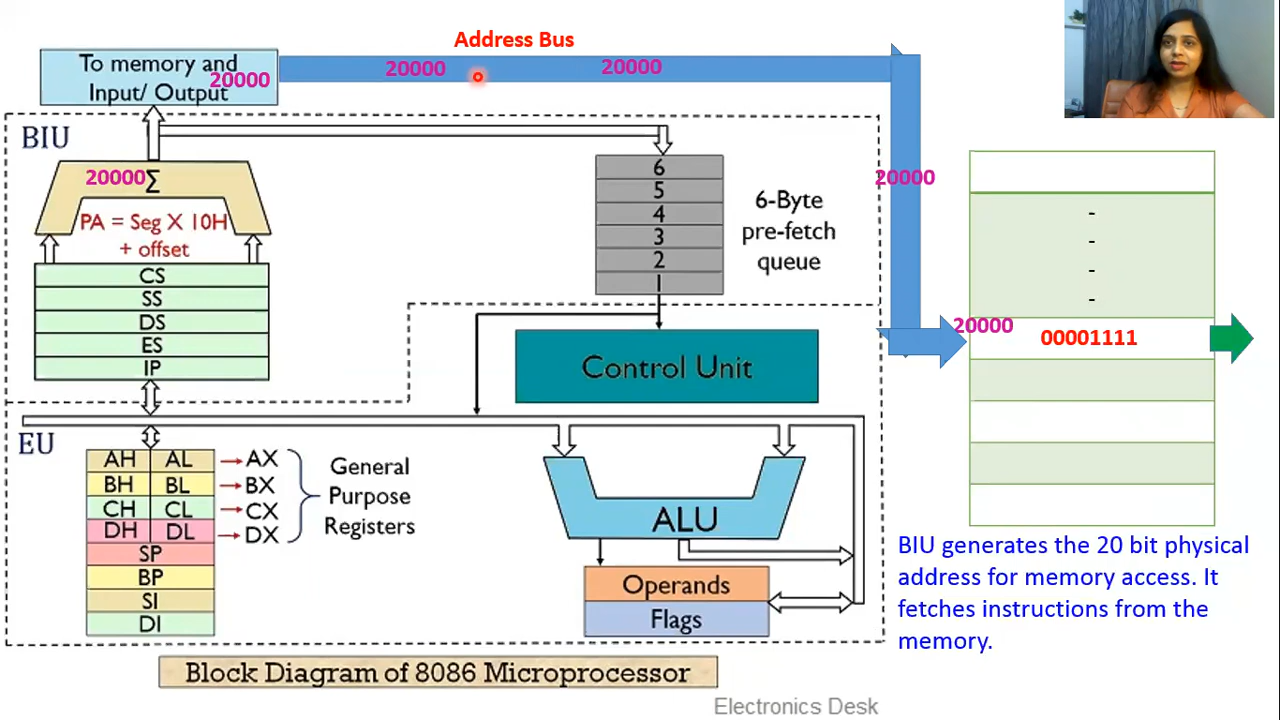 Address Bus
To memory and
Input/ Output
20000
20000
20000
BIU
20000
Σ
PA = Seg X 10H
+ offset
CS
SS
DS
ES
IP
6
5
4
3
2
1
6-Byte
pre-fetch
queue
20000
-
-
-
-
20000
00001111
Control Unit
EU
AH AL AX
BH BL BX
CH CL CX
DH DL DX
SP
BP
SI
DI
General
Purpose
Registers
ALU
Operands
Flags
BIU generates the 20 bit physical
address for memory access. It
fetches instructions from the
memory.
Block Diagram of 8086 Microprocessor
Electronics Desk